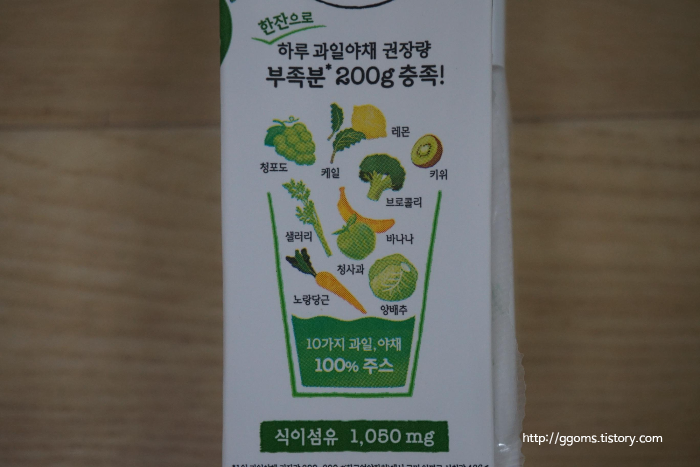 한잔으로
하루 과일야채 권장량
부족분* 200g 충족!
레몬
청포도
케일
키위
브로콜리
샐러리
바나나
청사과
노랑당근
양배추
10가지 과일,야채
100% 주스
식이섬유 1,050 mg
http://ggoms.tistory.com